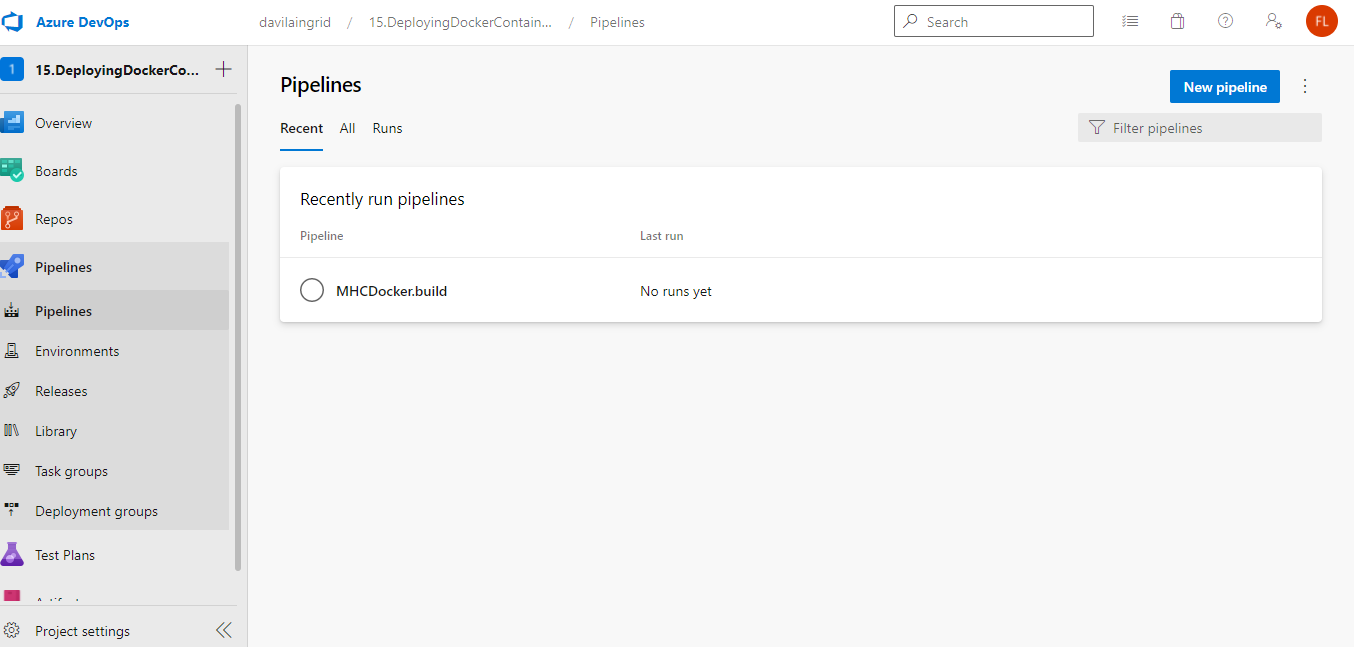 Azure DevOps
davilaingrid / 15.DeployingDockerContain... / Pipelines
Search
FL
1
15.DeployingDockerCo...
Overview
Boards
Repos
Pipelines
Pipelines
Environments
Releases
Library
Task groups
Deployment groups
Test Plans
Project settings
Pipelines
New pipeline
Recent
All
Runs
Filter pipelines
Recently run pipelines
Pipeline
Last run
MHCDocker.build
No runs yet